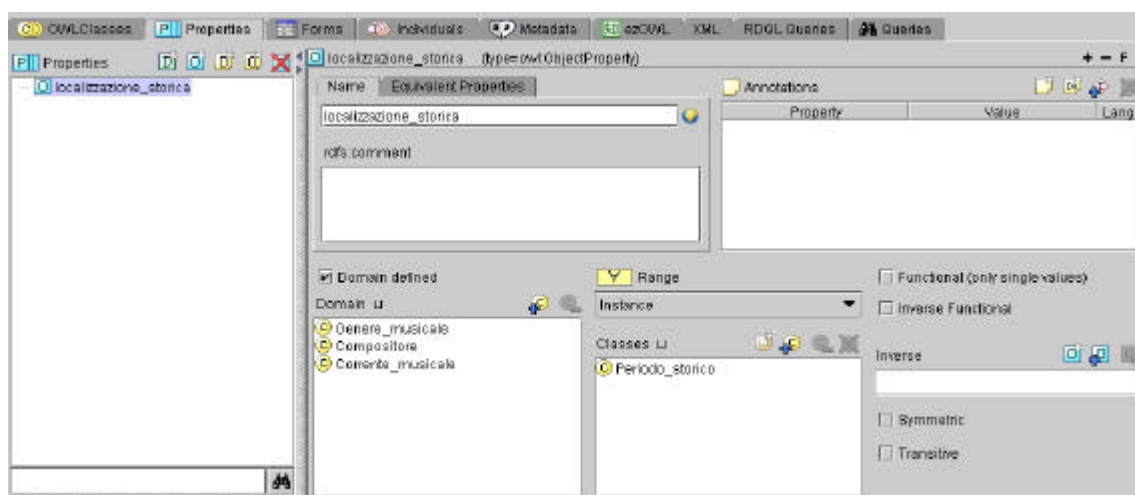 OWLClasses Properties Forms Individuals Metadata ezOWL XML RDQL Queries Queries
Properties
localizzazione_storica (type=owl:ObjectProperty)
+ - F
localizzazione_storica
Name Equivalent Properties
Annotations
localizzazione_storica
Property Value Lang
rdfs:comment
Domain defined
Range
Functional (only single values)
Domain ⊔
Instance
Inverse Functional
Genere_musicale
Compositore
Corrente_musicale
Classes ⊔
Periodo_storico
Inverse
Symmetric
Transitive